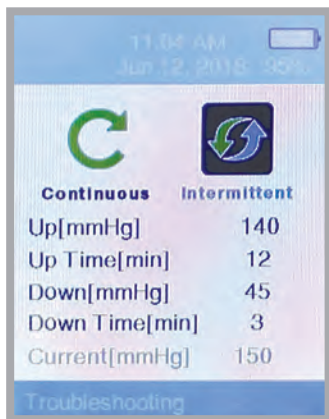 11:04 AM
Jun 12, 2018 95%
Continuous Intermittent
Up[mmHg] 140
Up Time[min] 12
Down[mmHg] 45
Down Time[min] 3
Current[mmHg] 150
Troubleshooting